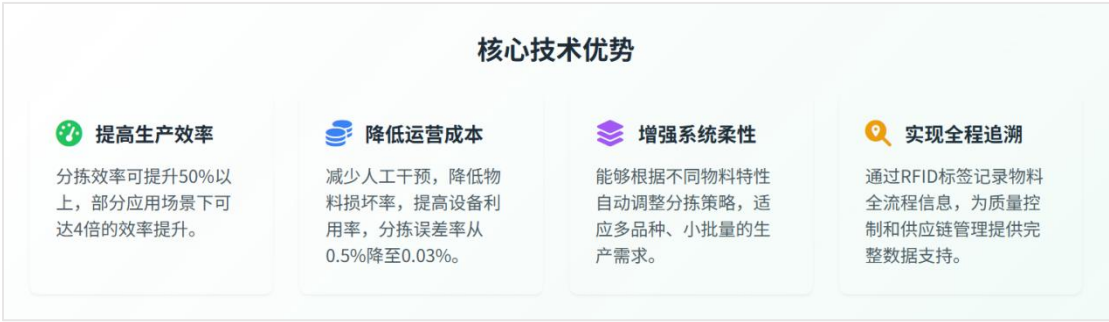 核心技术优势
提高生产效率
分拣效率可提升50%以
上，部分应用场景下可
达4倍的效率提升。
降低运营成本
减少人工干预，降低物
料损坏率，提高设备利
用率，分拣误差率从
0.5%降至0.03%。
增强系统柔性
能够根据不同物料特性
自动调整分拣策略，适
应多品种、小批量的生
产需求。
实现全程追溯
通过RFID标签记录物料
全流程信息，为质量控
制和供应链管理提供完
整数据支持。